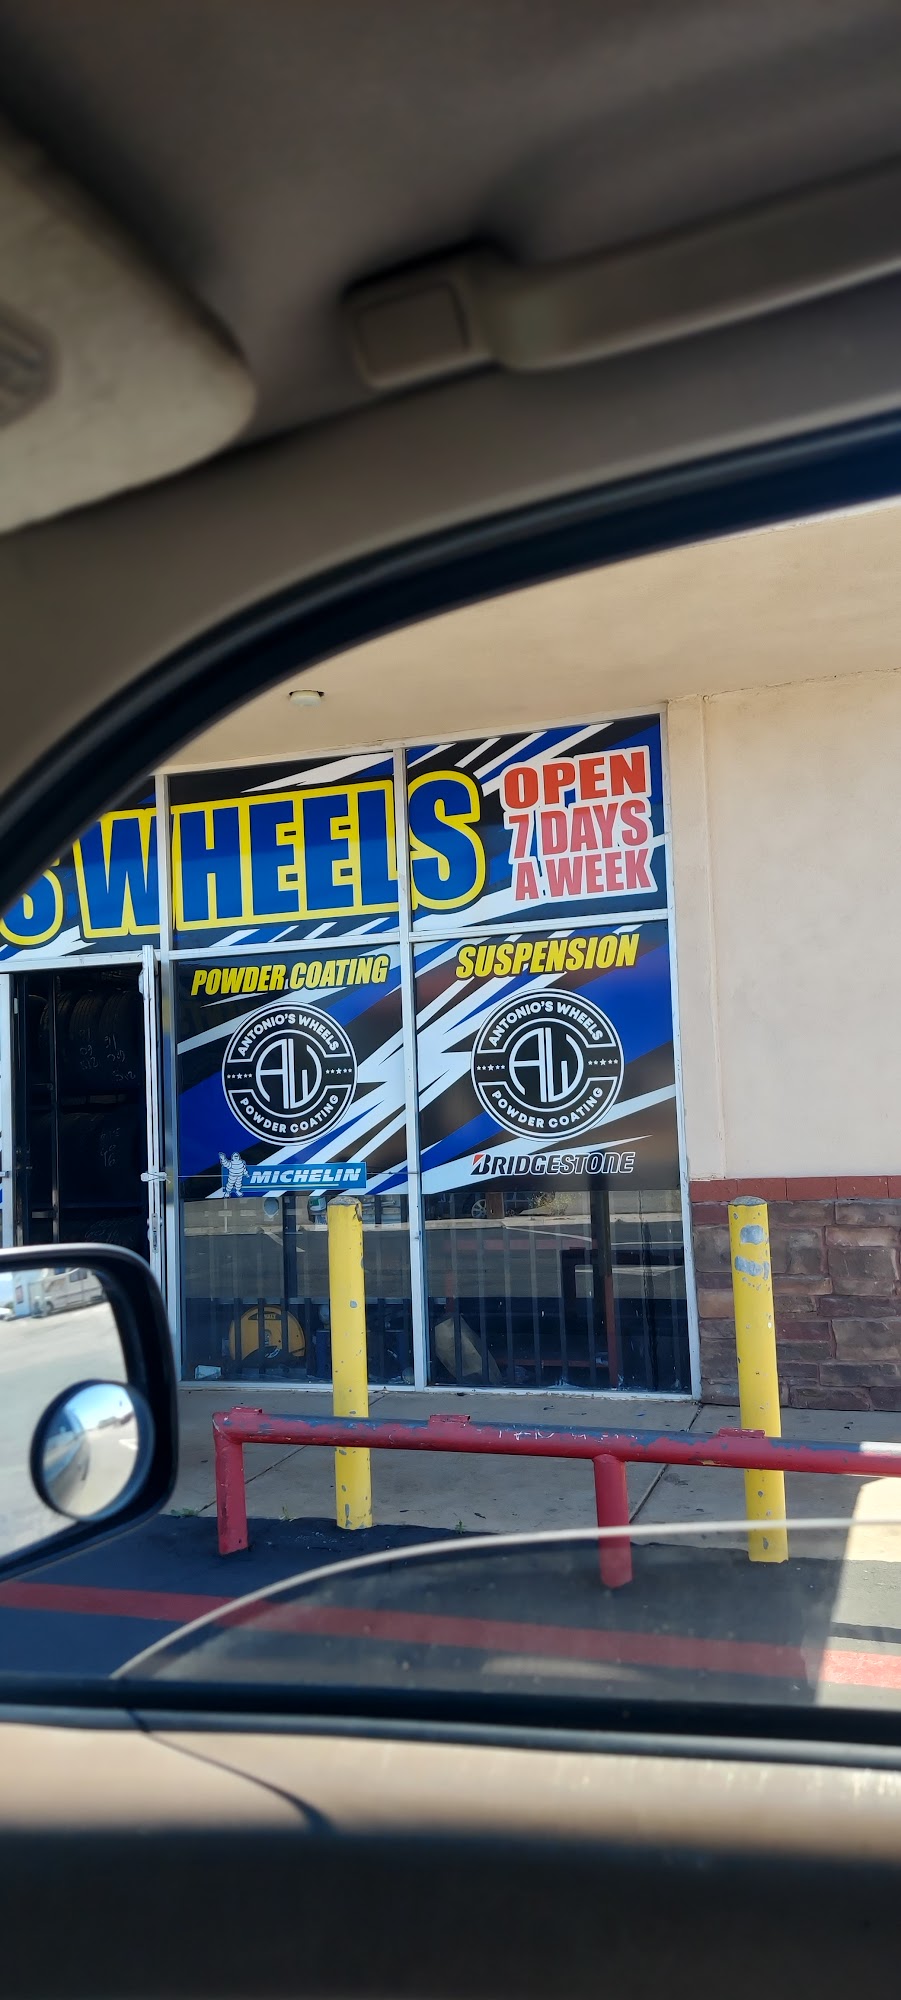 S WHEELS
OPEN
7 DAYS
A WEEK
POWDER COATING
ANTONIO'S WHEELS
AW
POWDER COATING
MICHELIN
SUSPENSION
ANTONIO'S WHEELS
AW
POWDER COATING
BRIDGESTONE